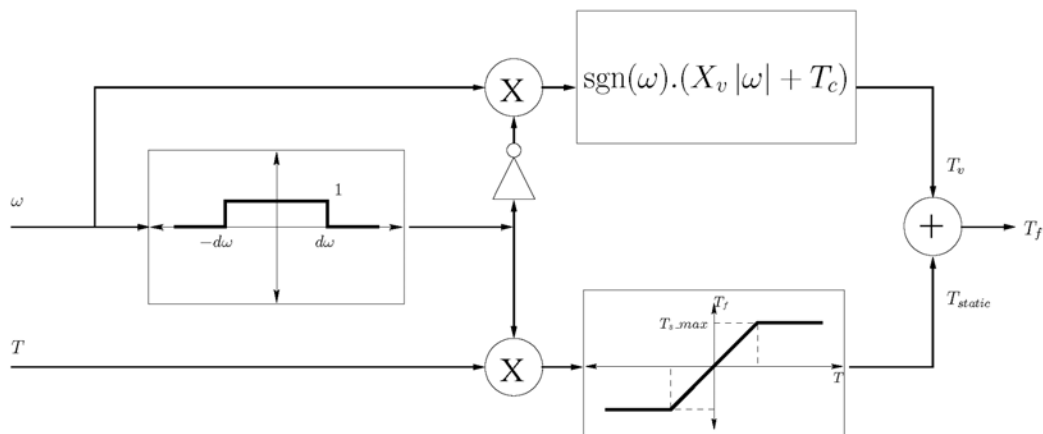 X
sgn(ω).(X_v |ω| + T_c)
1
−dω
dω
ω
T_v
+
T_f
T_static
T_f
T_s_max
T
T
X